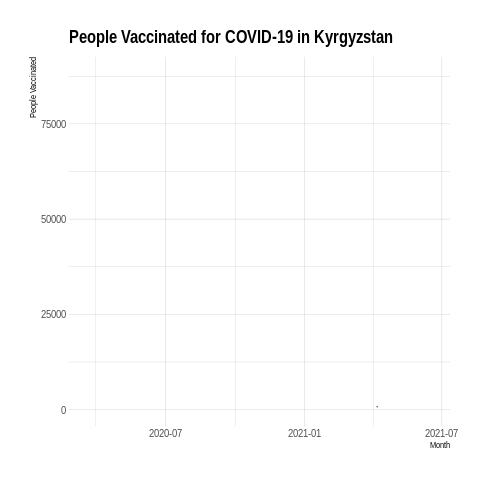 People Vaccinated for COVID-19 in Kyrgyzstan
People Vaccinated
75000
50000
25000
0
2020-07 2021-01 2021-07
Month